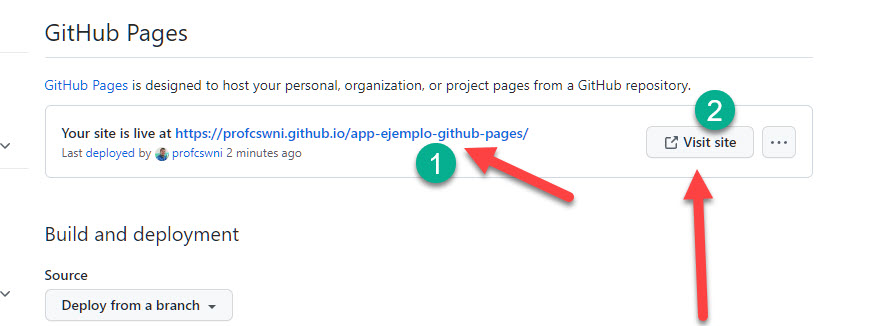 GitHub Pages
GitHub Pages is designed to host your personal, organization, or project pages from a GitHub repository.
Your site is live at https://profcswni.github.io/app-ejemplo-github-pages/
Last deployed by profcswni 2 minutes ago
1
2
Visit site
Build and deployment
Source
Deploy from a branch